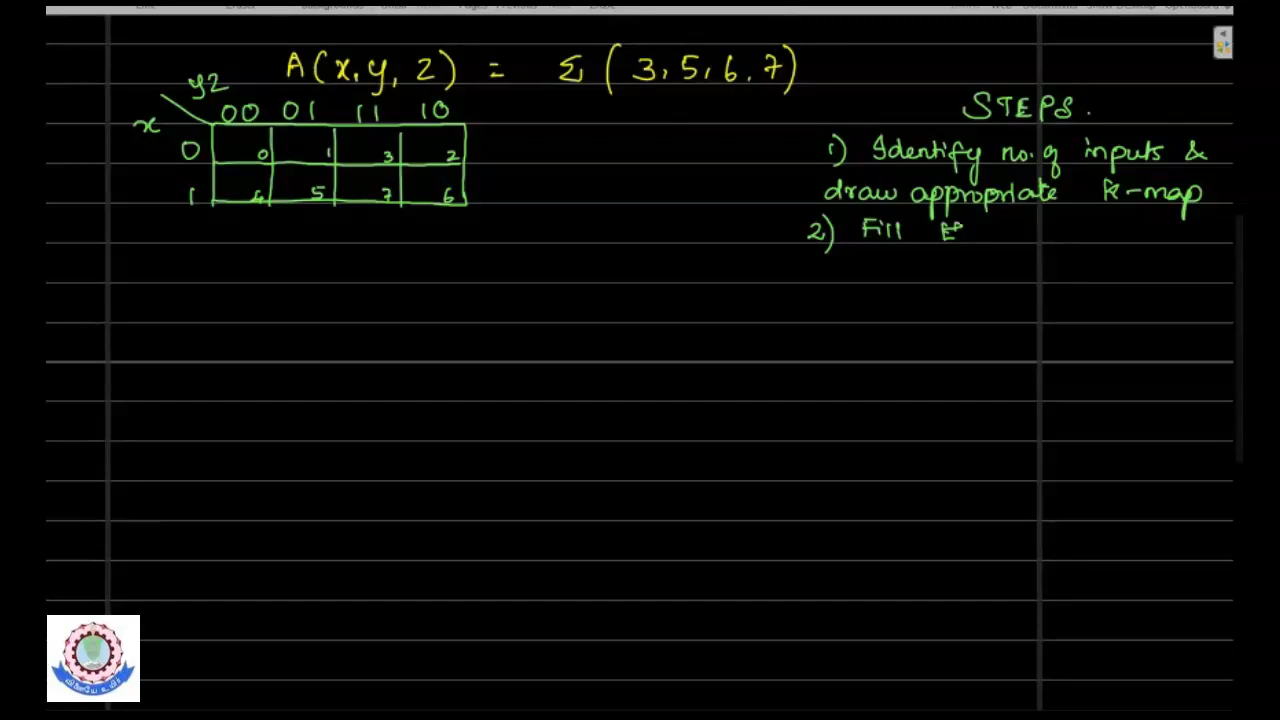 A(x, y, z) = Σ (3, 5, 6, 7)
yz
x
00 01 11 10
0 0 1 3 2
1 4 5 7 6
STEPS.
1) Identify no. of inputs &
draw appropriate K-map
2) Fill